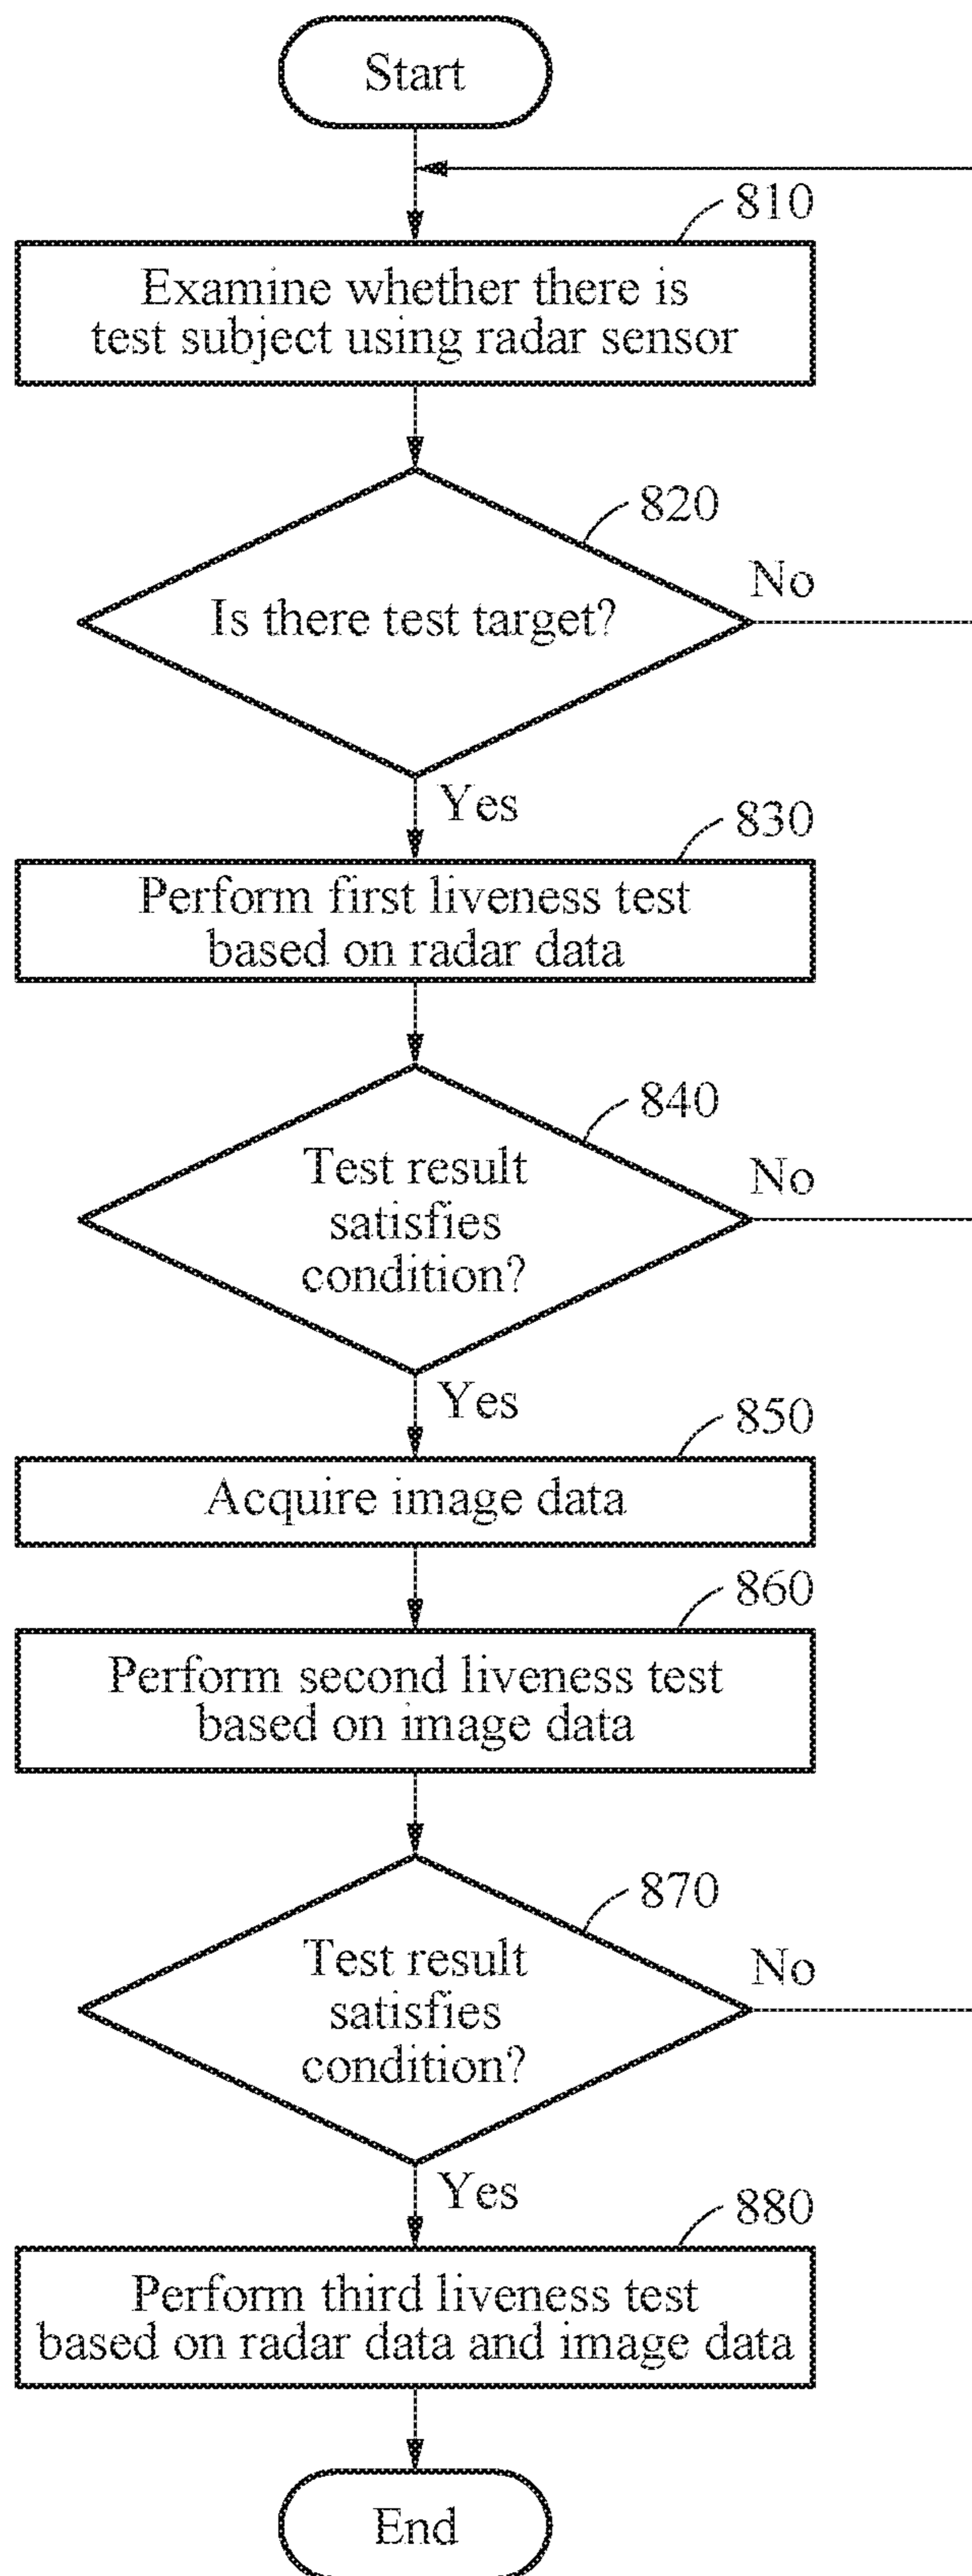 Start
810
Examine whether there is
test subject using radar sensor
820
Is there test target?
No
Yes
830
Perform first liveness test
based on radar data
840
Test result
satisfies
condition?
No
Yes
850
Acquire image data
860
Perform second liveness test
based on image data
870
Test result
satisfies
condition?
No
Yes
880
Perform third liveness test
based on radar data and image data
End